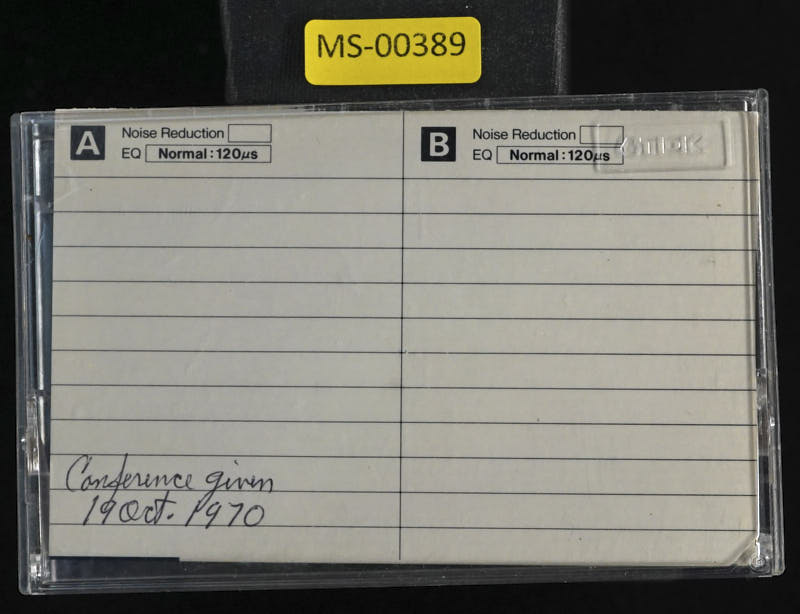 MS-00389
A Noise Reduction
EQ Normal:120μs
B Noise Reduction
EQ Normal:120μs
Conference given
19 Oct. 1970